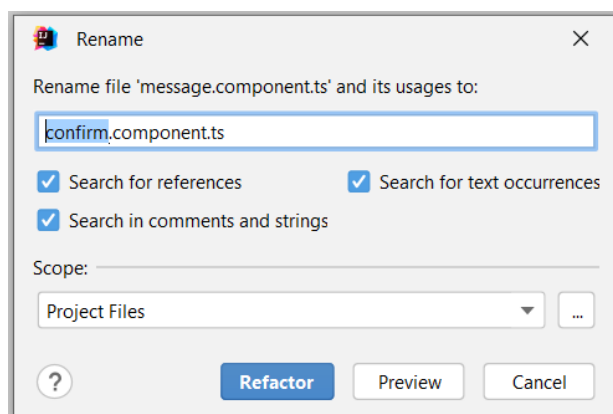 Rename
Rename file 'message.component.ts' and its usages to:
confirm.component.ts
Search for references
Search for text occurrences
Search in comments and strings
Scope:
Project Files
...
?
Refactor
Preview
Cancel